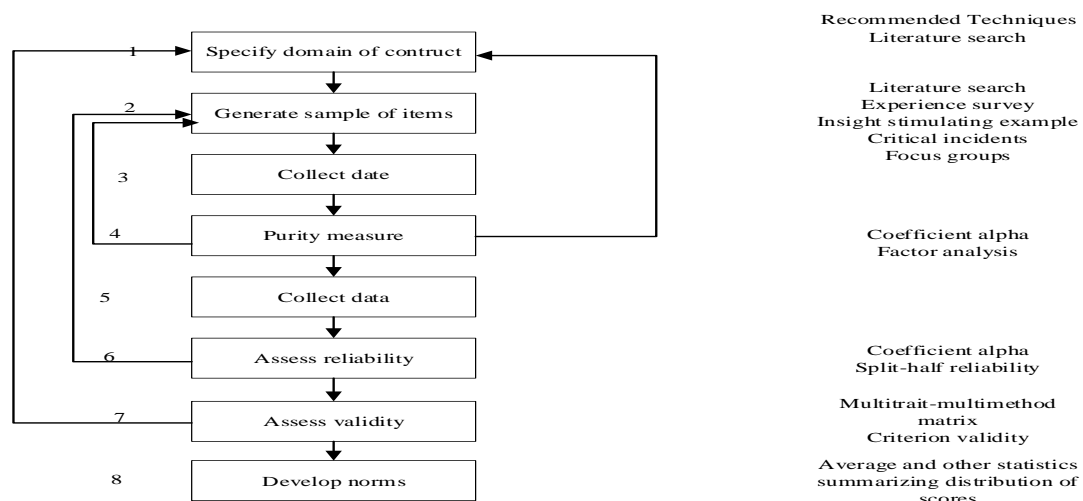 Recommended Techniques
1
Specify domain of contruct
Literature search
2
Generate sample of items
Literature search
Experience survey
Insight stimulating example
Critical incidents
Focus groups
3
Collect date
4
Purity measure
Coefficient alpha
Factor analysis
5
Collect data
6
Assess reliability
Coefficient alpha
Split-half reliability
7
Assess validity
Multitrait-multimethod
matrix
Criterion validity
8
Develop norms
Average and other statistics
summarizing distribution of
scores